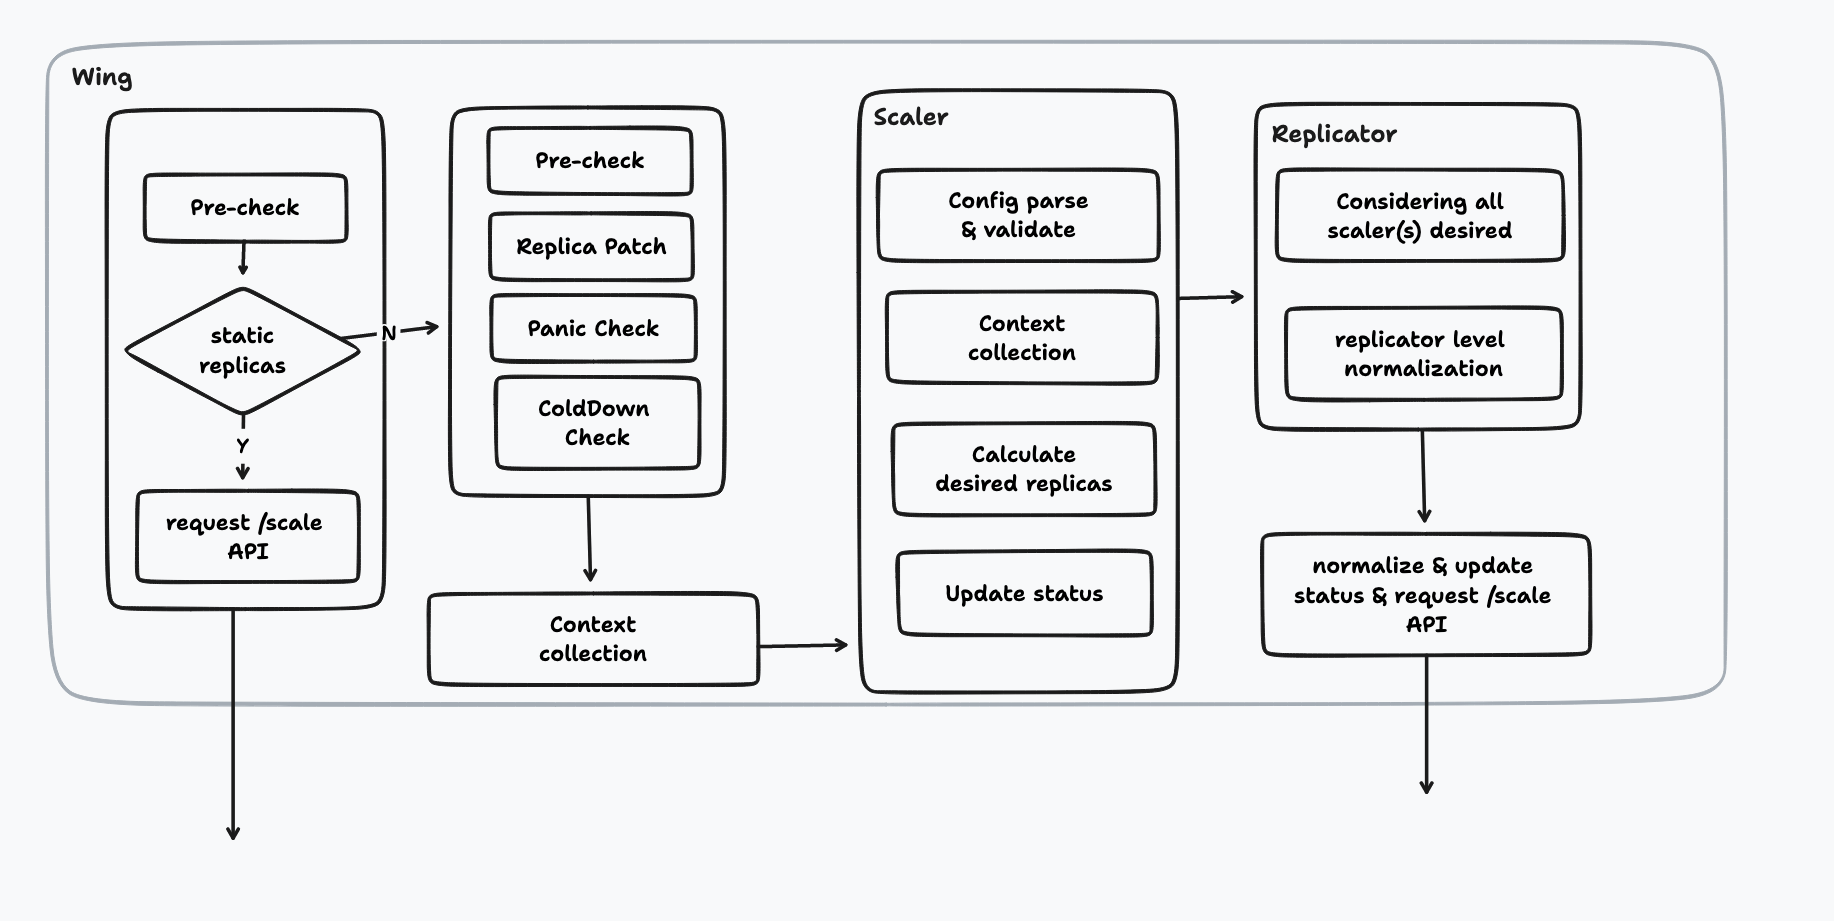 Wing
Pre-check
static
replicas
N
Y
request /scale
API
Pre-check
Replica Patch
Panic Check
ColdDown
Check
Context
collection
Scaler
Config parse
& validate
Context
collection
Calculate
desired replicas
Update status
Replicator
Considering all
scaler(s) desired
replicator level
normalization
normalize & update
status & request /scale
API